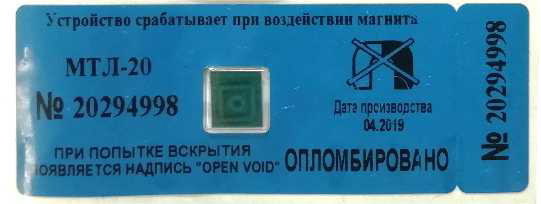 Устройство срабатывает при воздействии магнита
МТЛ-20
№ 20294998
Дата производства
04.2019
ПРИ ПОПЫТКЕ ВСКРЫТИЯ
ПОЯВЛЯЕТСЯ НАДПИСЬ "OPEN VOID"
ОПЛОМБИРОВАНО
№ 20294998